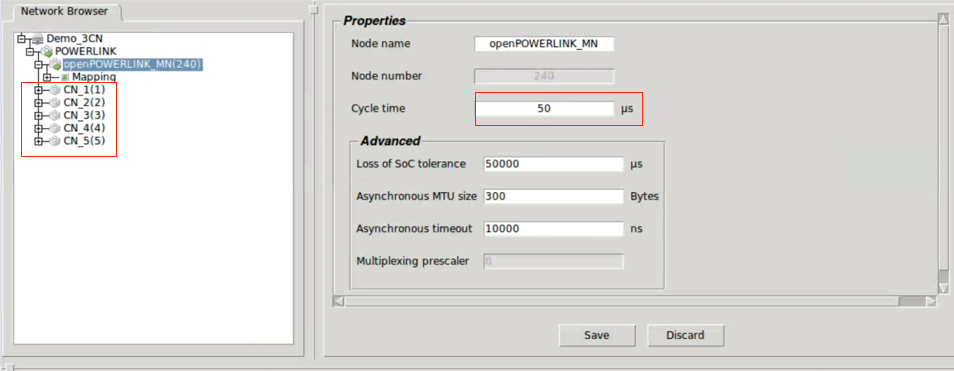 Network Browser
Demo_3CN
POWERLINK
openPOWERLINK_MN(240)
Mapping
CN_1(1)
CN_2(2)
CN_3(3)
CN_4(4)
CN_5(5)
Properties
Node name openPOWERLINK_MN
Node number 240
Cycle time 50 µs
Advanced
Loss of SoC tolerance 50000 µs
Asynchronous MTU size 300 Bytes
Asynchronous timeout 10000 ns
Multiplexing prescaler 0
Save Discard